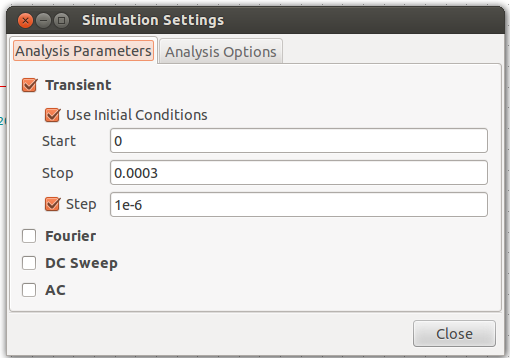 Simulation Settings
Analysis Parameters Analysis Options
Transient
Use Initial Conditions
Start 0
Stop 0.0003
Step 1e-6
Fourier
DC Sweep
AC
Close